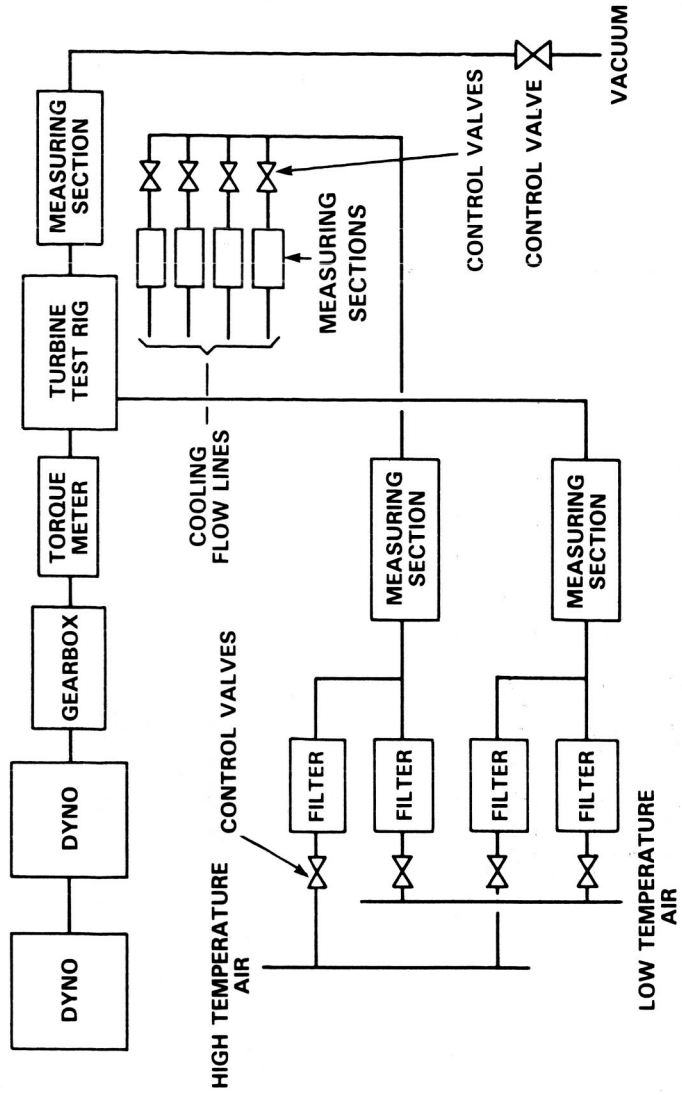 DYNO
DYNO
GEARBOX
TORQUE
METER
TURBINE
TEST RIG
MEASURING
SECTION
HIGH TEMPERATURE
AIR
CONTROL VALVES
COOLING
FLOW LINES
MEASURING
SECTIONS
CONTROL VALVES
CONTROL VALVE
VACUUM
FILTER
FILTER
FILTER
FILTER
MEASURING
SECTION
MEASURING
SECTION
LOW TEMPERATURE
AIR